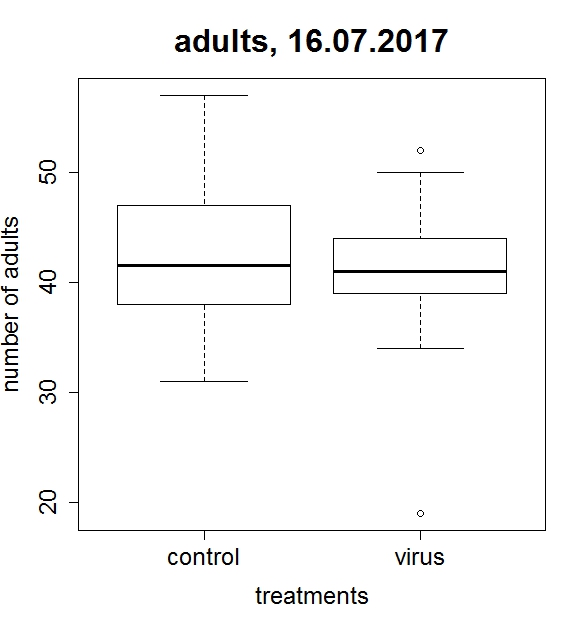 adults, 16.07.2017
number of adults
50
40
30
20
control virus
treatments